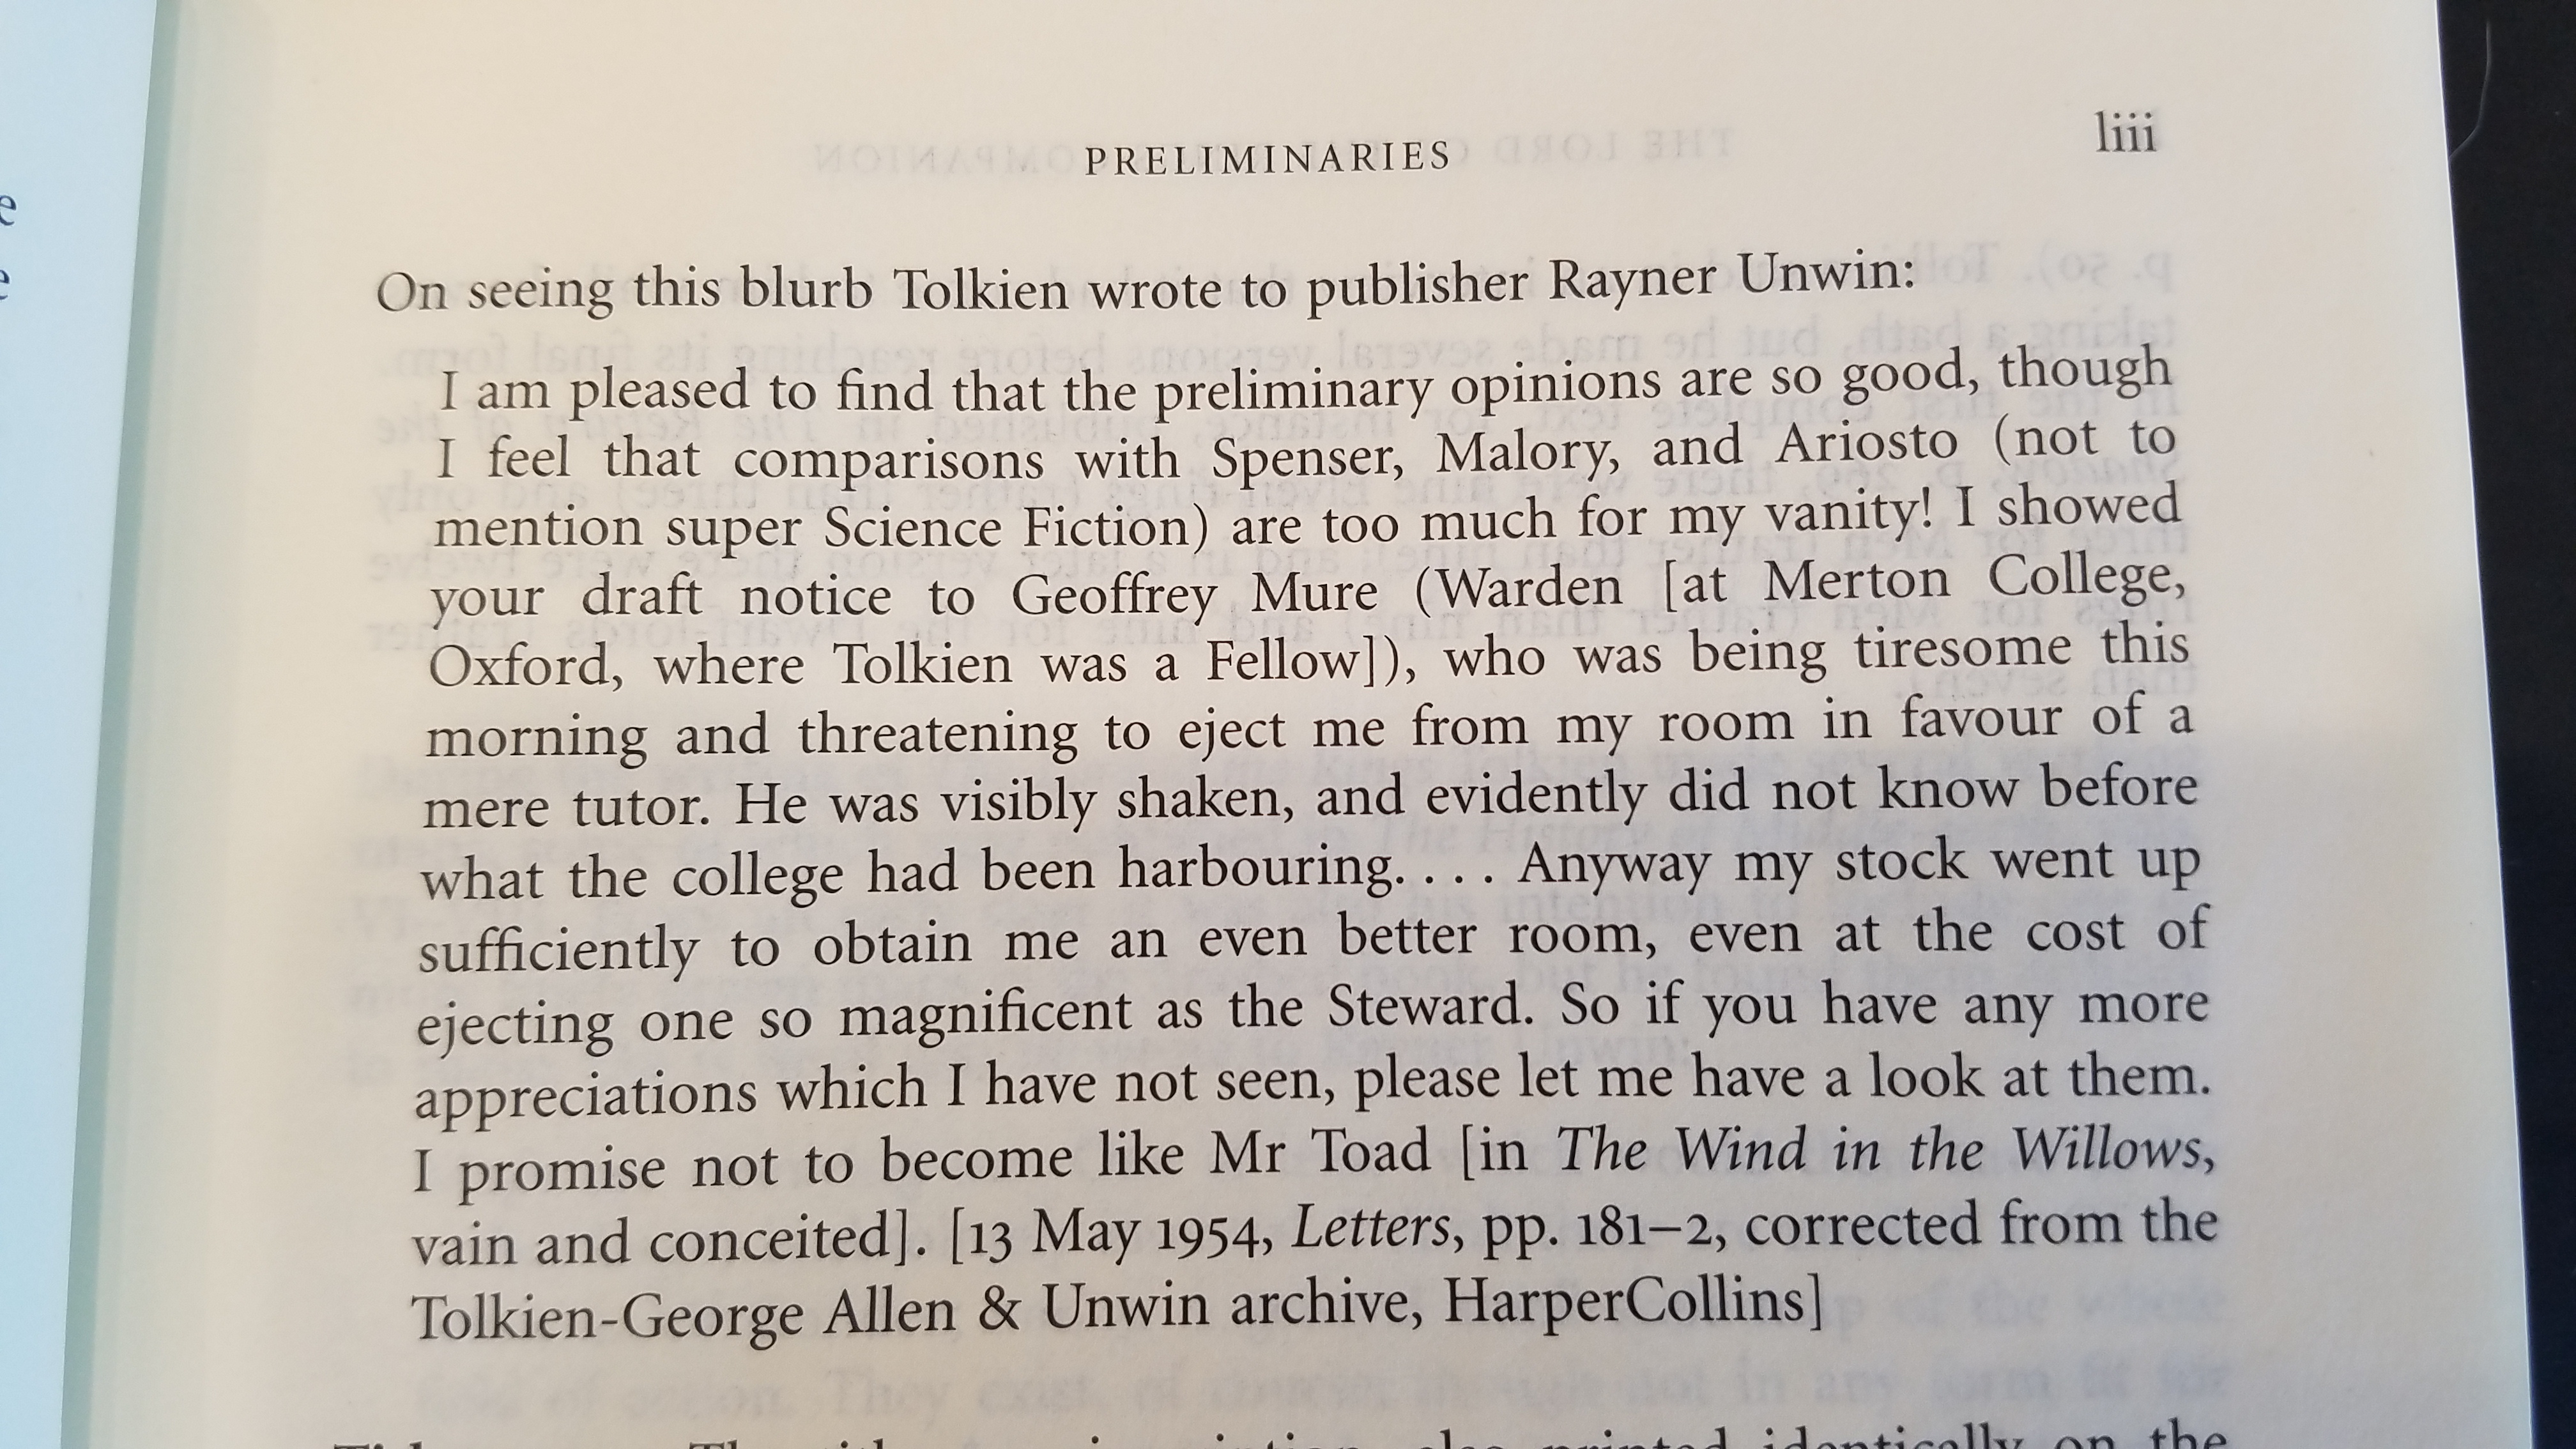 PRELIMINARIES liii
On seeing this blurb Tolkien wrote to publisher Rayner Unwin:
I am pleased to find that the preliminary opinions are so good, though
I feel that comparisons with Spenser, Malory, and Ariosto (not to
mention super Science Fiction) are too much for my vanity! I showed
your draft notice to Geoffrey Mure (Warden [at Merton College,
Oxford, where Tolkien was a Fellow]), who was being tiresome this
morning and threatening to eject me from my room in favour of a
mere tutor. He was visibly shaken, and evidently did not know before
what the college had been harbouring. . . . Anyway my stock went up
sufficiently to obtain me an even better room, even at the cost of
ejecting one so magnificent as the Steward. So if you have any more
appreciations which I have not seen, please let me have a look at them.
I promise not to become like Mr Toad [in The Wind in the Willows,
vain and conceited]. [13 May 1954, Letters, pp. 181–2, corrected from the
Tolkien-George Allen & Unwin archive, HarperCollins]
also printed identically on the